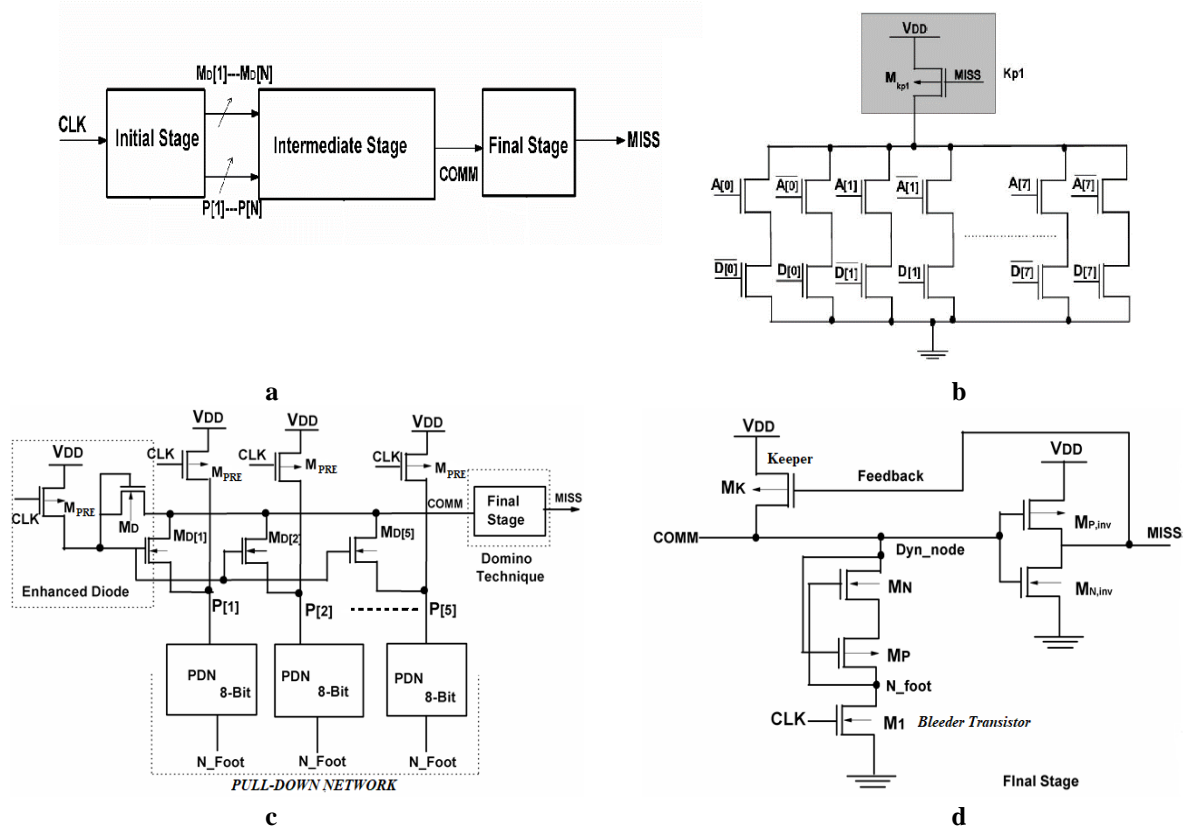 MD[1]---MD[N]
CLK
Initial Stage
Intermediate Stage
Final Stage
MISS
COMM
P[1]---P[N]
a
VDD
Mkp1
MISS
Kp1
A[0]
A[0]
A[1]
A[1]
A[7]
A[7]
D[0]
D[0]
D[1]
D[1]
D[7]
D[7]
b
VDD
VDD
VDD
VDD
CLK
MPRE
CLK
MPRE
CLK
MPRE
MPRE
CLK
MD
COMM
Final
Stage
MISS
MD[1]
MD[2]
MD[5]
Domino
Technique
Enhanced Diode
P[1]
P[2]
P[5]
PDN
8-Bit
PDN
8-Bit
PDN
8-Bit
N_Foot
N_Foot
N_Foot
PULL-DOWN NETWORK
c
VDD
Keeper
MK
Feedback
VDD
MP,inv
COMM
Dyn_node
MISS
MN
MN,inv
MP
N_foot
CLK
M1
Bleeder Transistor
FInal Stage
d